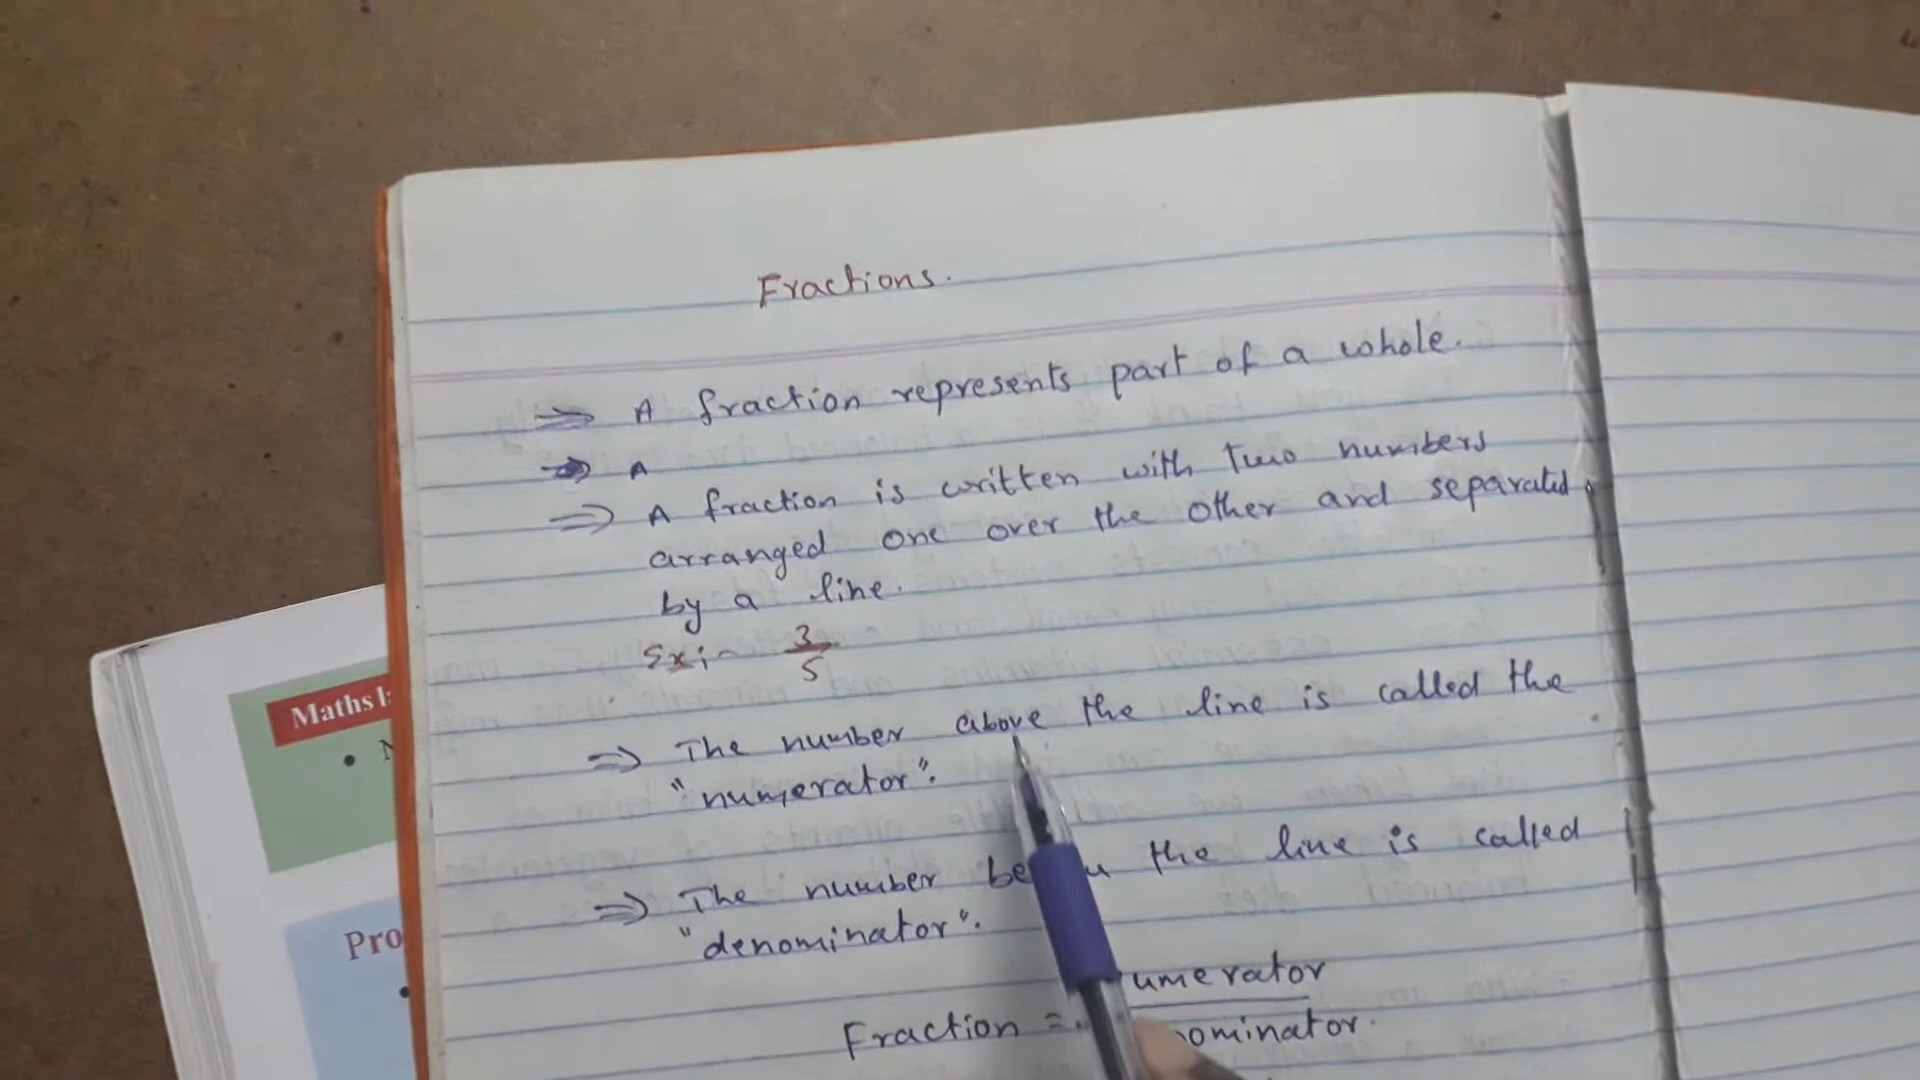 Fractions.
⇒ A fraction represents part of a whole.
⇒ A
⇒ A fraction is written with two numbers
arranged one over the other and separated
by a line.
Ex:- 3/5
⇒ The number above the line is called the
"numerator".
⇒ The number the line is called
"denominator".
umerator
Fraction = nominator.
Maths
Pro